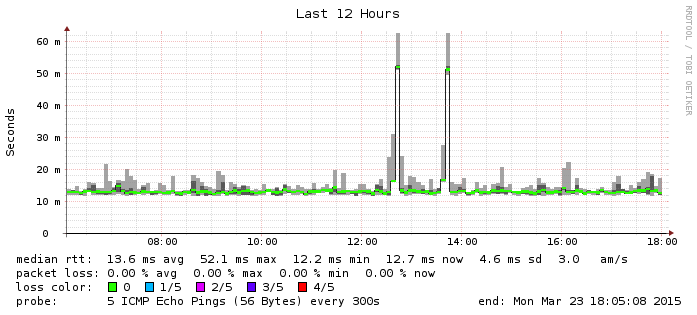 Last 12 Hours
RRDTOOL / TOBI OETIKER
Seconds
60 m
50 m
40 m
30 m
20 m
10 m
0
08:00 10:00 12:00 14:00 16:00 18:00
median rtt: 13.6 ms avg 52.1 ms max 12.2 ms min 12.7 ms now 4.6 ms sd 3.0 am/s
packet loss: 0.00 % avg 0.00 % max 0.00 % min 0.00 % now
loss color: 0 1/5 2/5 3/5 4/5
probe: 5 ICMP Echo Pings (56 Bytes) every 300s end: Mon Mar 23 18:05:08 2015